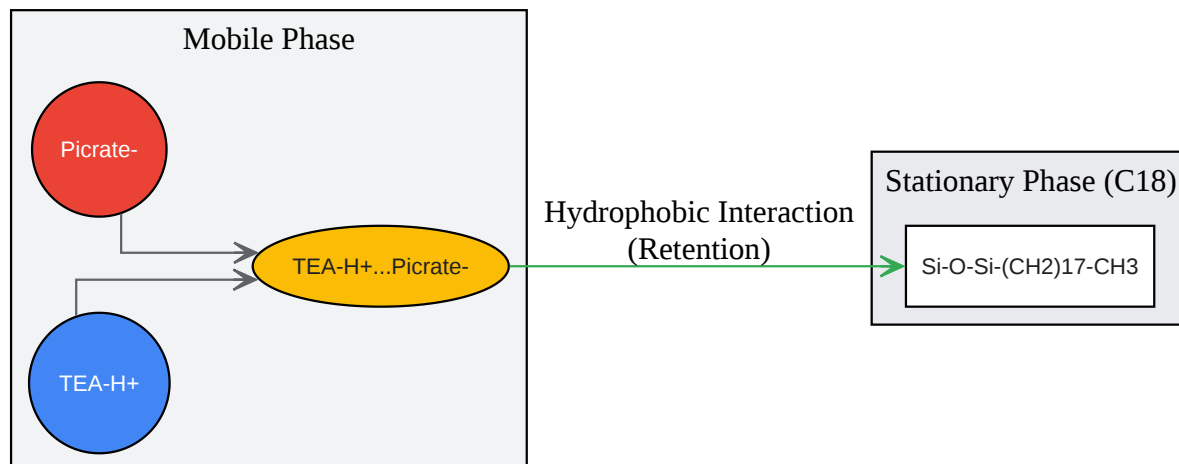 Mobile Phase
Picrate-
TEA-H+
TEA-H+...Picrate-
Hydrophobic Interaction
(Retention)
Stationary Phase (C18)
Si-O-Si-(CH2)17-CH3